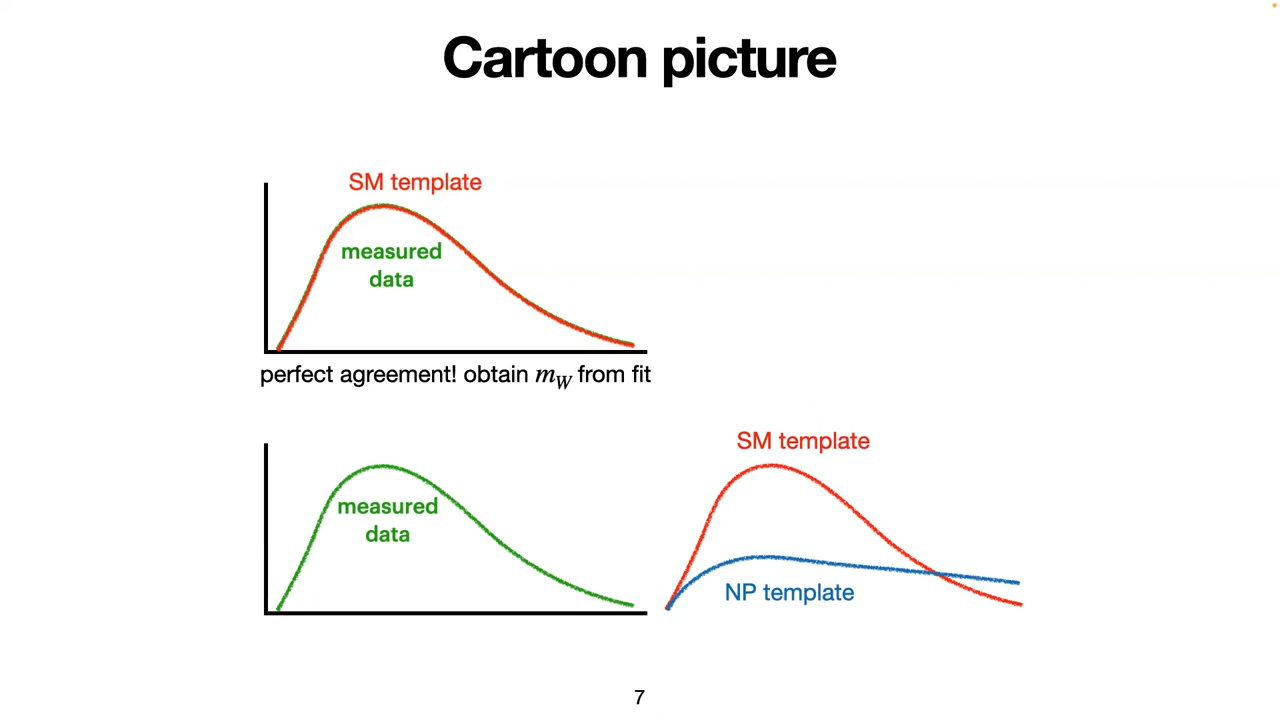 Cartoon picture
SM template
measured
data
perfect agreement! obtain m_W from fit
SM template
measured
data
NP template
7